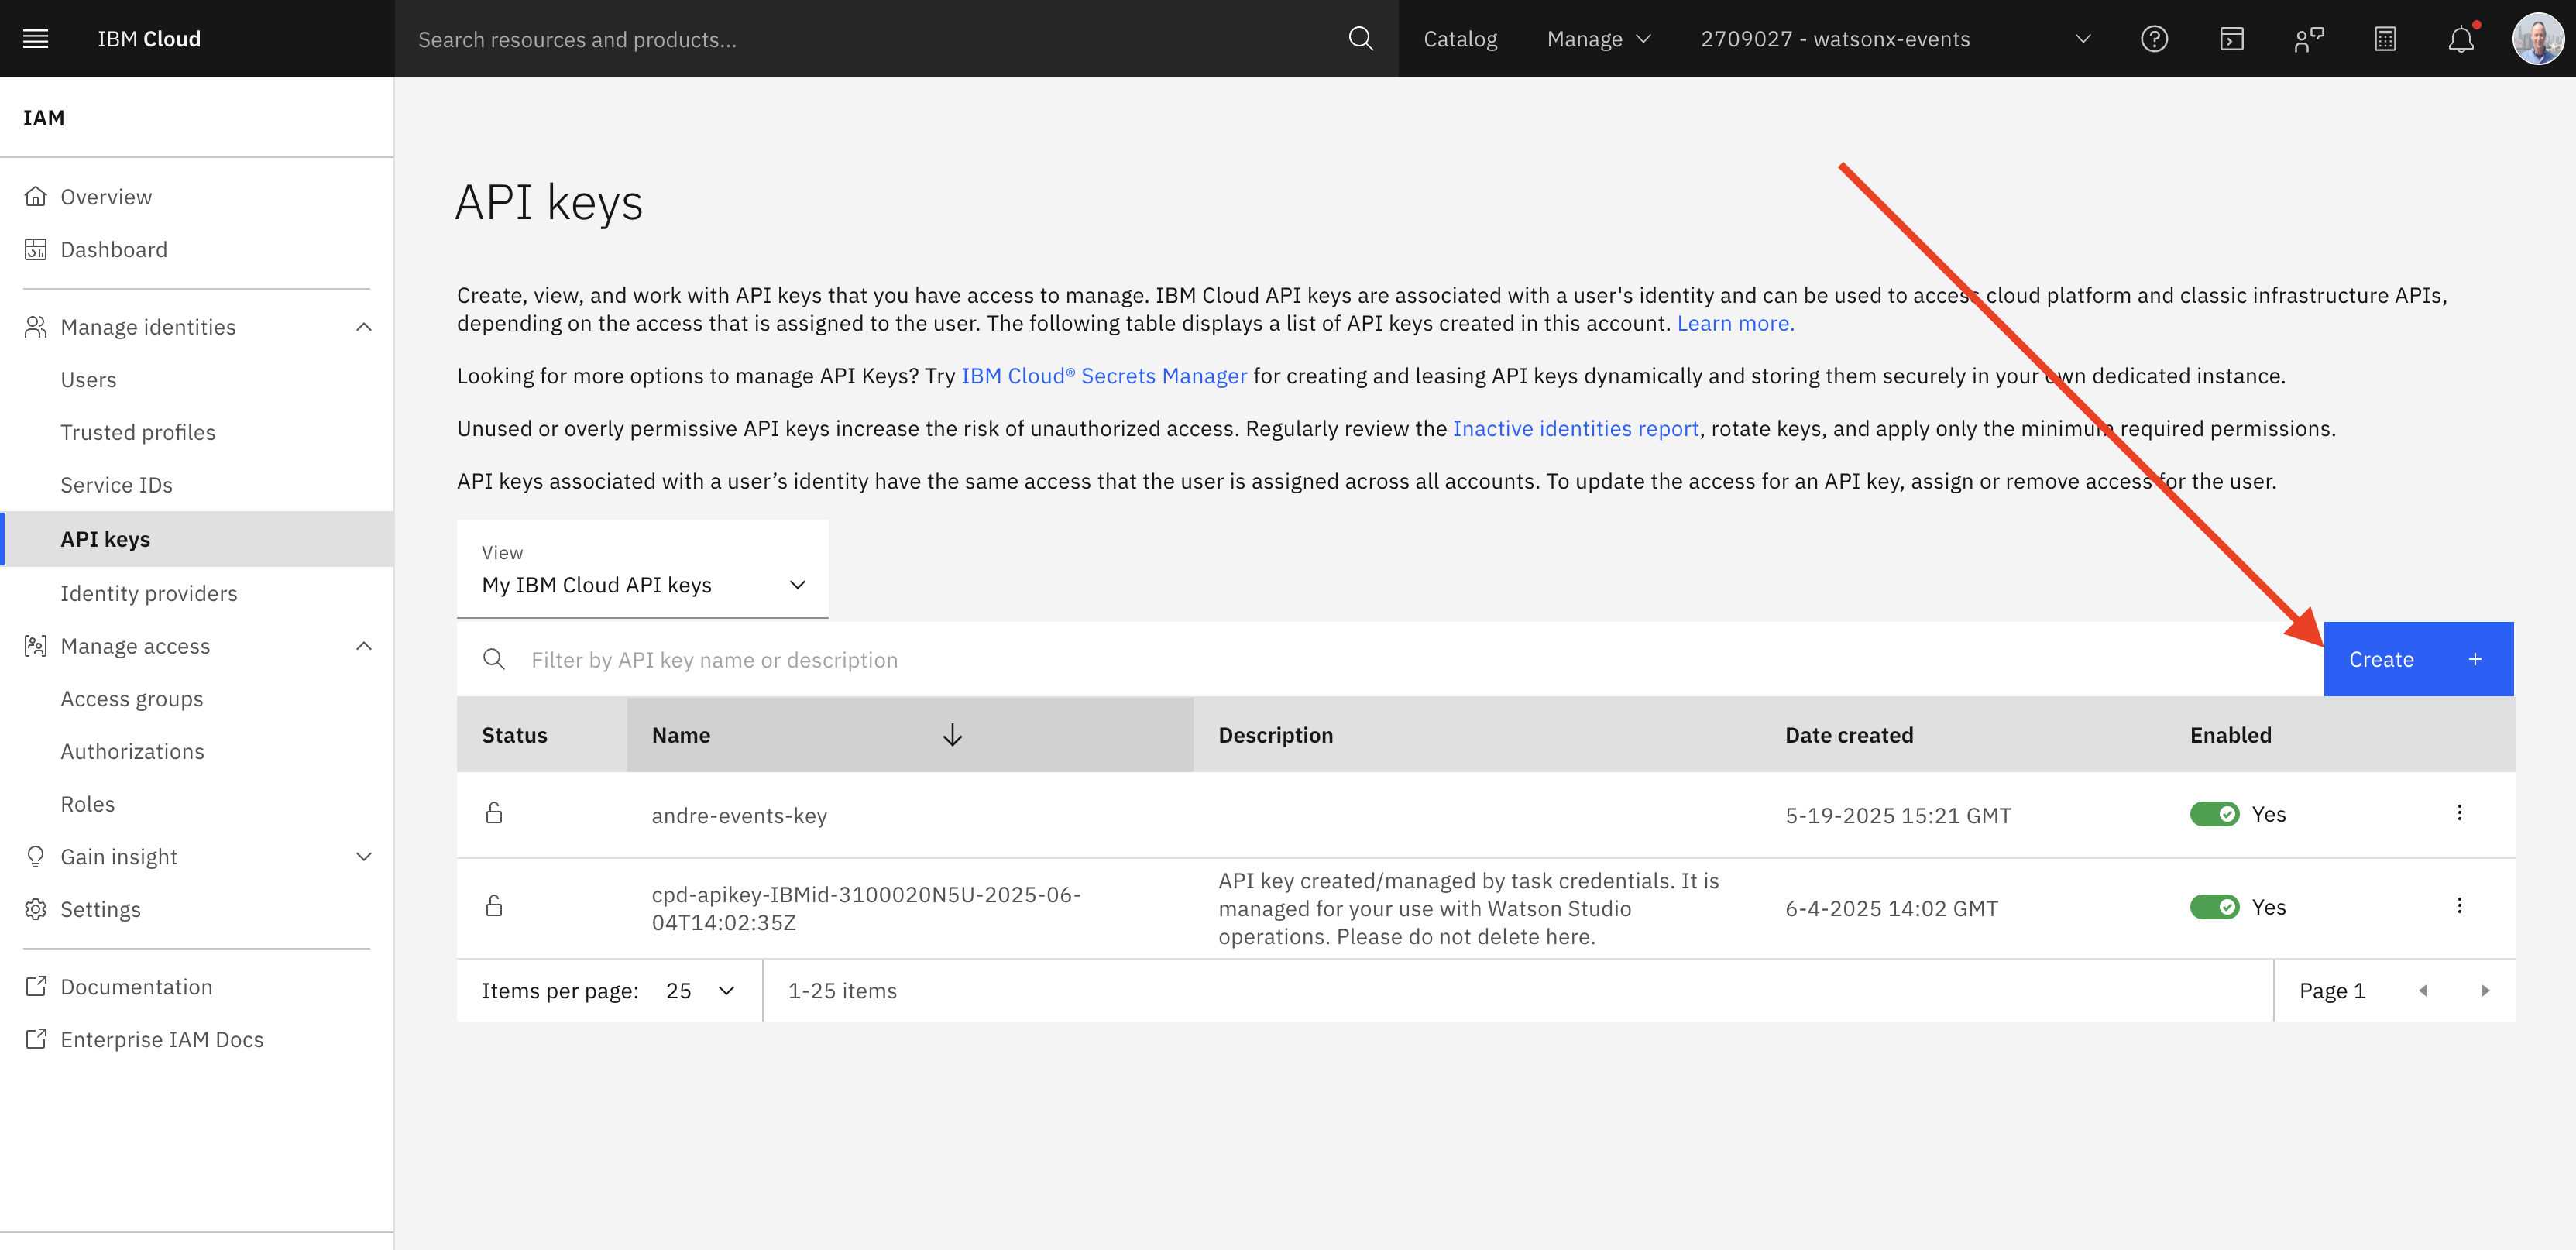 IBM Cloud
Search resources and products...
Catalog
Manage
2709027 - watsonx-events
IAM
Overview
Dashboard
Manage identities
Users
Trusted profiles
Service IDs
API keys
Identity providers
Manage access
Access groups
Authorizations
Roles
Gain insight
Settings
Documentation
Enterprise IAM Docs
API keys
Create, view, and work with API keys that you have access to manage. IBM Cloud API keys are associated with a user's identity and can be used to access cloud platform and classic infrastructure APIs,
depending on the access that is assigned to the user. The following table displays a list of API keys created in this account. Learn more.
Looking for more options to manage API Keys? Try IBM Cloud® Secrets Manager for creating and leasing API keys dynamically and storing them securely in your own dedicated instance.
Unused or overly permissive API keys increase the risk of unauthorized access. Regularly review the Inactive identities report, rotate keys, and apply only the minimum required permissions.
API keys associated with a user’s identity have the same access that the user is assigned across all accounts. To update the access for an API key, assign or remove access for the user.
View
My IBM Cloud API keys
Filter by API key name or description
Create +
Status Name Description Date created Enabled
andre-events-key 5-19-2025 15:21 GMT Yes
cpd-apikey-IBMid-3100020N5U-2025-06-
04T14:02:35Z
API key created/managed by task credentials. It is
managed for your use with Watson Studio
operations. Please do not delete here.
6-4-2025 14:02 GMT
Yes
Items per page: 25
1-25 items
Page 1